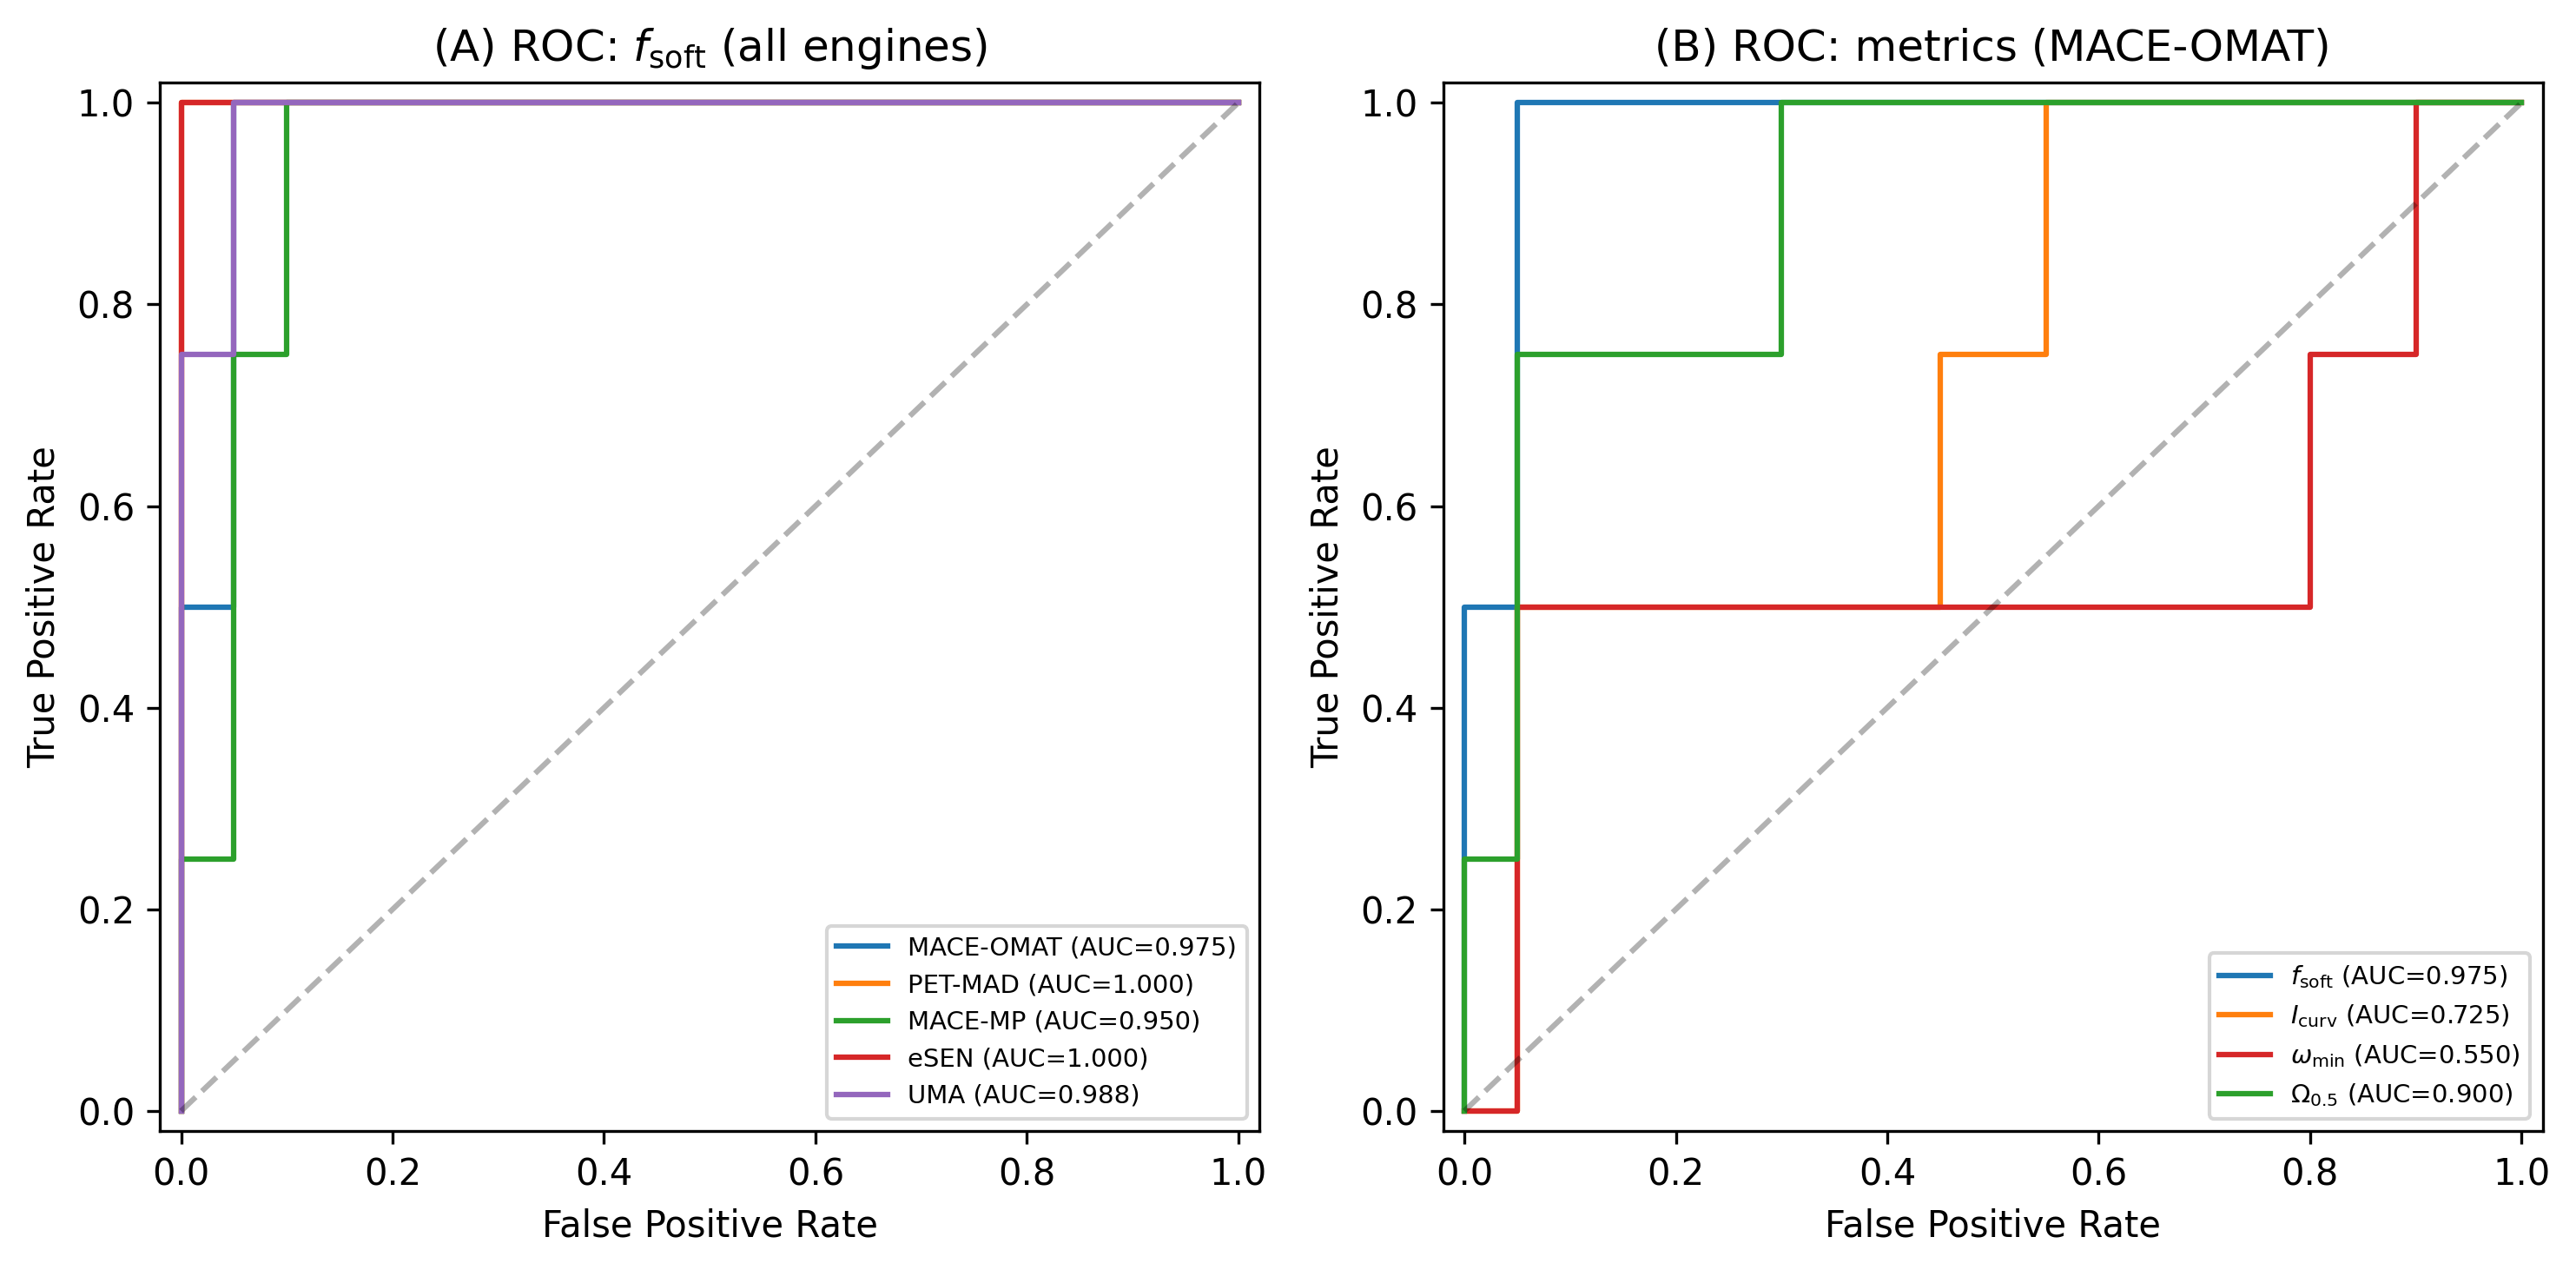 (A) ROC: f_soft (all engines)
1.0
0.8
0.6
0.4
0.2
0.0
True Positive Rate
0.0 0.2 0.4 0.6 0.8 1.0
False Positive Rate
MACE-OMAT (AUC=0.975)
PET-MAD (AUC=1.000)
MACE-MP (AUC=0.950)
eSEN (AUC=1.000)
UMA (AUC=0.988)
(B) ROC: metrics (MACE-OMAT)
1.0
0.8
0.6
0.4
0.2
0.0
True Positive Rate
0.0 0.2 0.4 0.6 0.8 1.0
False Positive Rate
f_soft (AUC=0.975)
I_curv (AUC=0.725)
ω_min (AUC=0.550)
Ω_0.5 (AUC=0.900)